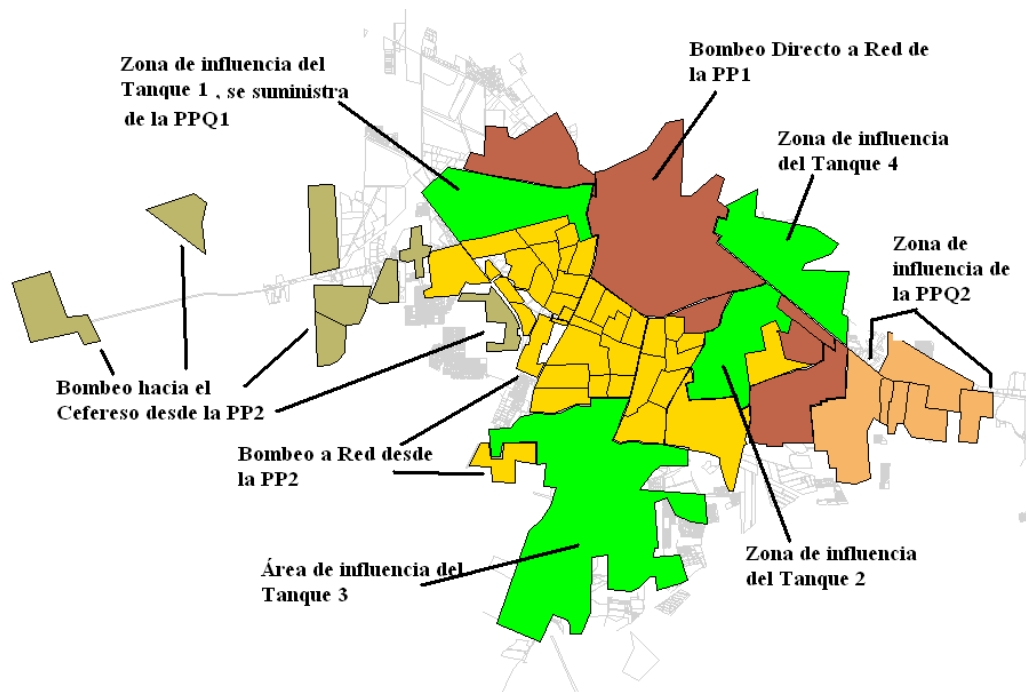 Bombeo Directo a Red de
la PP1
Zona de influencia del
Tanque 1 , se suministra
de la PPQ1
Zona de influencia
del Tanque 4
Zona de
influencia de
la PPQ2
Bombeo hacia el
Cefereso desde la PP2
Bombeo a Red desde
la PP2
Zona de influencia
del Tanque 2
Área de influencia del
Tanque 3